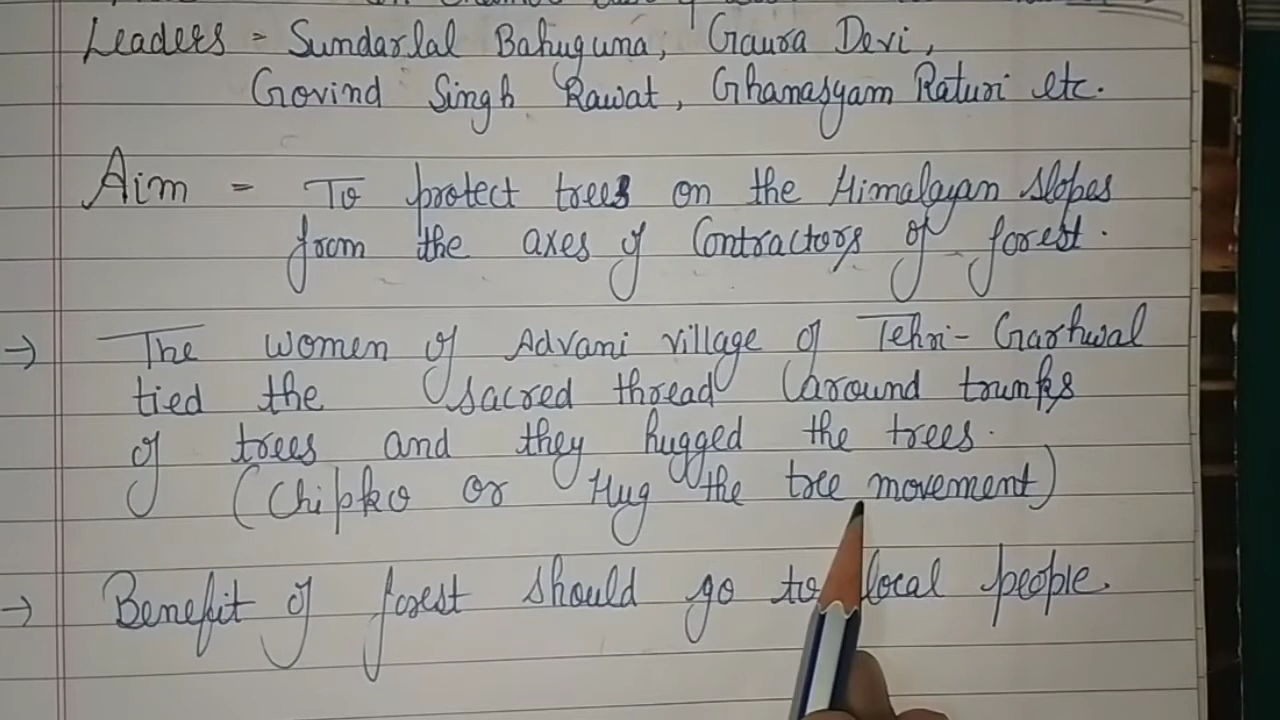 Leaders = Sundarlal Bahuguna, Gaura Devi,
Govind Singh Rawat, Ghanasyam Raturi etc.
Aim = To protect trees on the Himalayan slopes
from the axes of Contractors of forest.
→ The women of Advani village of Tehri-Garhwal
tied the sacred thread around trunks
of trees and they hugged the trees.
(Chipko or Hug the tree movement)
→ Benefit of forest should go to local people.